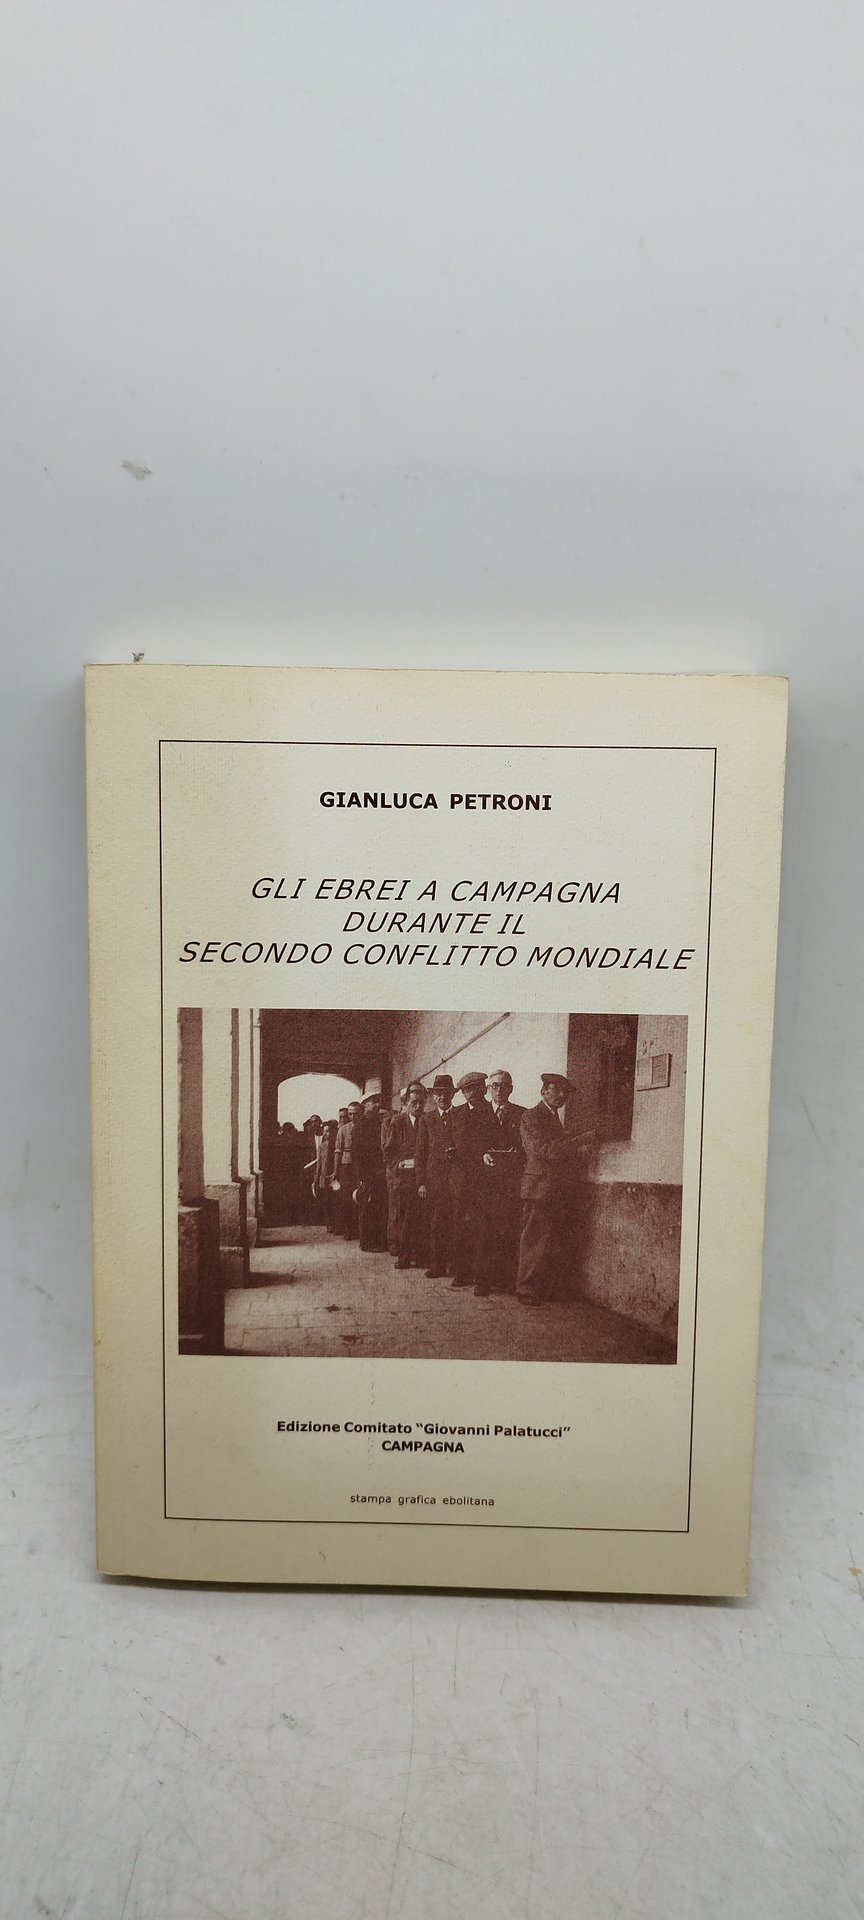 GIANLUCA PETRONI
GLI EBREI A CAMPAGNA
DURANTE IL
SECONDO CONFLITTO MONDIALE
Edizione Comitato “Giovanni Palatucci”
CAMPAGNA
stampa grafica ebolitana